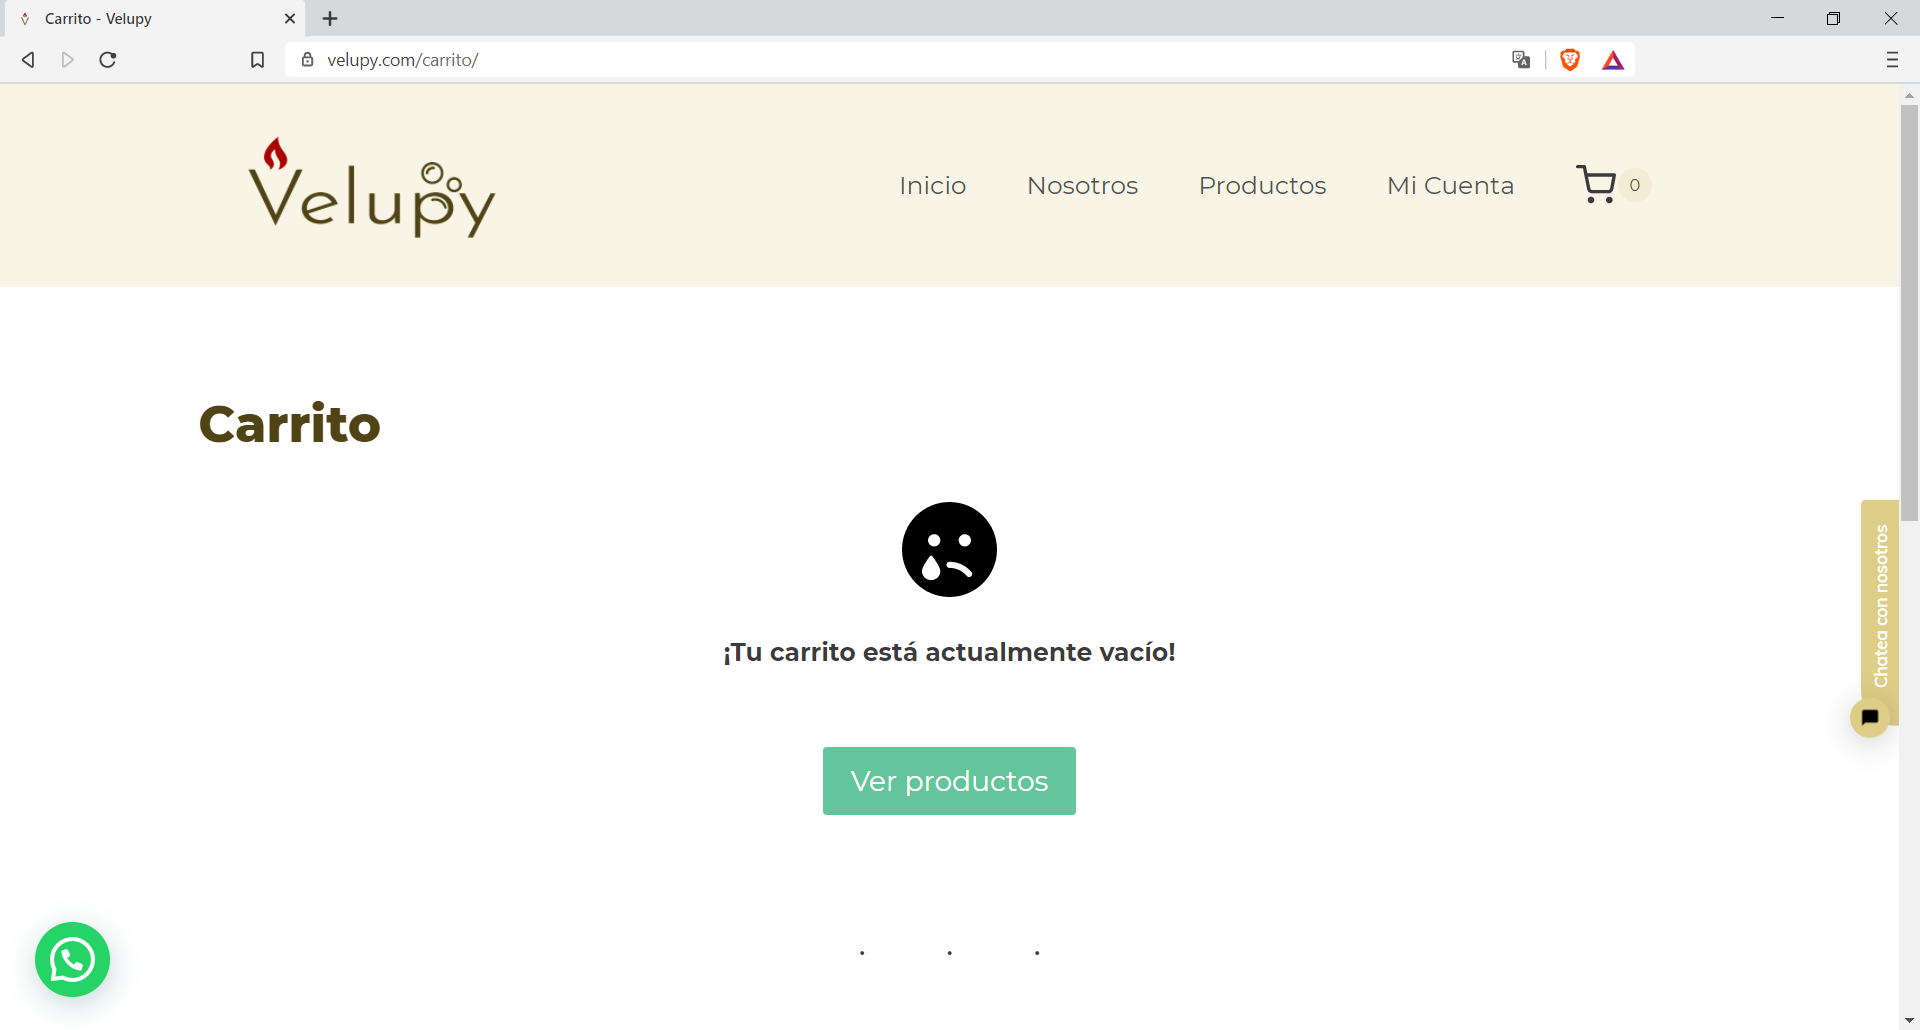 Carrito - Velupy
velupy.com/carrito/
Velupy
Inicio Nosotros Productos Mi Cuenta 0
Carrito
¡Tu carrito está actualmente vacío!
Chatea con nosotros
Ver productos